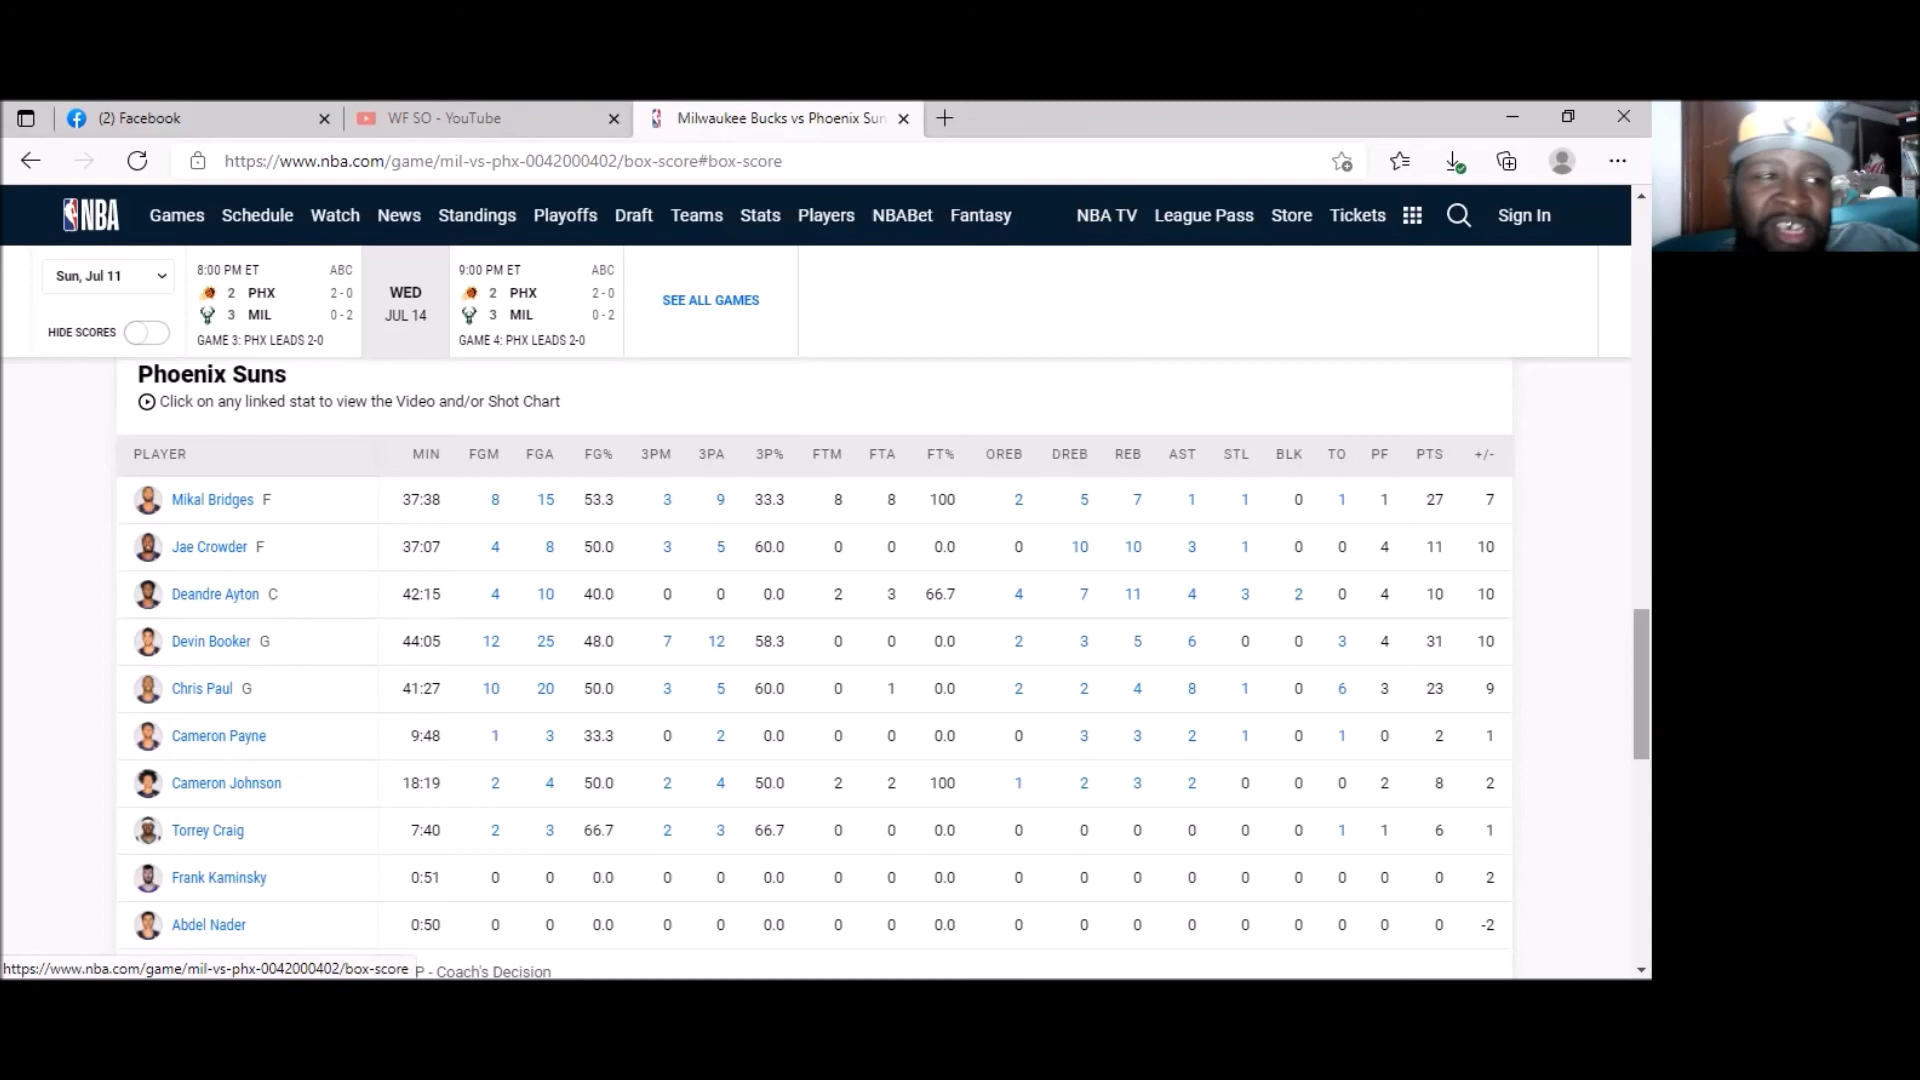 (2) Facebook WF SO - YouTube Milwaukee Bucks vs Phoenix Sun
https://www.nba.com/game/mil-vs-phx-0042000402/box-score#box-score
NBA Games Schedule Watch News Standings Playoffs Draft Teams Stats Players NBABet Fantasy NBA TV League Pass Store Tickets Sign In
Sun, Jul 11
HIDE SCORES
8:00 PM ET ABC
2 PHX 2-0
3 MIL 0-2
GAME 3: PHX LEADS 2-0
WED
JUL 14
9:00 PM ET ABC
2 PHX 2-0
3 MIL 0-2
GAME 4: PHX LEADS 2-0
SEE ALL GAMES
Phoenix Suns
Click on any linked stat to view the Video and/or Shot Chart
PLAYER MIN FGM FGA FG% 3PM 3PA 3P% FTM FTA FT% OREB DREB REB AST STL BLK TO PF PTS +/-
Mikal Bridges F 37:38 8 15 53.3 3 9 33.3 8 8 100 2 5 7 1 1 0 1 1 27 7
Jae Crowder F 37:07 4 8 50.0 3 5 60.0 0 0 0.0 0 10 10 3 1 0 0 4 11 10
Deandre Ayton C 42:15 4 10 40.0 0 0 0.0 2 3 66.7 4 7 11 4 3 2 0 4 10 10
Devin Booker G 44:05 12 25 48.0 7 12 58.3 0 0 0.0 2 3 5 6 0 0 3 4 31 10
Chris Paul G 41:27 10 20 50.0 3 5 60.0 0 1 0.0 2 2 4 8 1 0 6 3 23 9
Cameron Payne 9:48 1 3 33.3 0 2 0.0 0 0 0.0 0 3 3 2 1 0 1 0 2 1
Cameron Johnson 18:19 2 4 50.0 2 4 50.0 2 2 100 1 2 3 2 0 0 0 2 8 2
Torrey Craig 7:40 2 3 66.7 2 3 66.7 0 0 0.0 0 0 0 0 0 0 1 1 6 1
Frank Kaminsky 0:51 0 0 0.0 0 0 0.0 0 0 0.0 0 0 0 0 0 0 0 0 0 2
Abdel Nader 0:50 0 0 0.0 0 0 0.0 0 0 0.0 0 0 0 0 0 0 0 0 0 -2
https://www.nba.com/game/mil-vs-phx-0042000402/box-score P - Coach's Decision